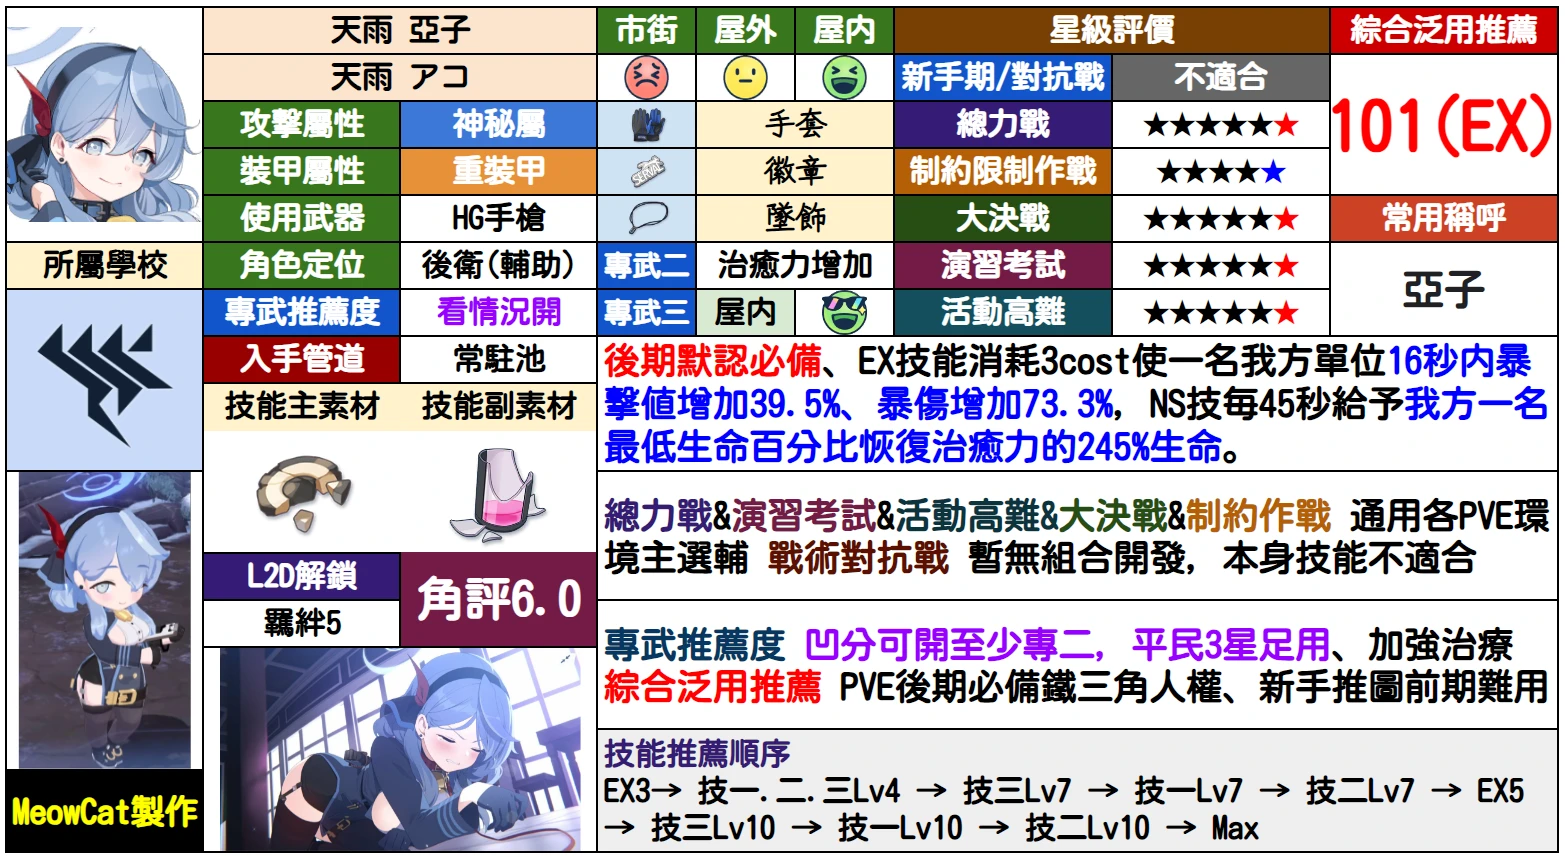 天雨 亞子
市街
屋外
屋内
星級評價
綜合泛用推薦
天雨 アコ
新手期/對抗戰
不適合
101(EX)
攻擊屬性
神秘屬
手套
總力戰
★★★★★★
裝甲屬性
重裝甲
SERVAL
徽章
制約限制作戰
★★★★★
使用武器
HG手槍
墜飾
大決戰
★★★★★★
常用稱呼
所屬學校
角色定位
後衛(輔助)
專武二
治癒力增加
演習考試
★★★★★★
亞子
專武推薦度
看情況開
專武三
屋内
活動高難
★★★★★★
入手管道
常駐池
後期默認必備、EX技能消耗3cost使一名我方單位16秒内暴
擊值增加39.5%、暴傷增加73.3%, NS技每45秒給予我方一名
最低生命百分比恢復治癒力的245%生命。
技能主素材
技能副素材
總力戰&演習考試&活動高難&大決戰&制約作戰 通用各PVE環
境主選輔 戰術對抗戰 暫無組合開發, 本身技能不適合
L2D解鎖
角評6.0
羈絆5
專武推薦度 凹分可開至少專二, 平民3星足用、加強治療
綜合泛用推薦 PVE後期必備鐵三角人權、新手推圖前期難用
技能推薦順序
EX3→ 技一.二.三Lv4 → 技三Lv7 → 技一Lv7 → 技二Lv7 → EX5
→ 技三Lv10 → 技一Lv10 → 技二Lv10 → Max
MeowCat製作